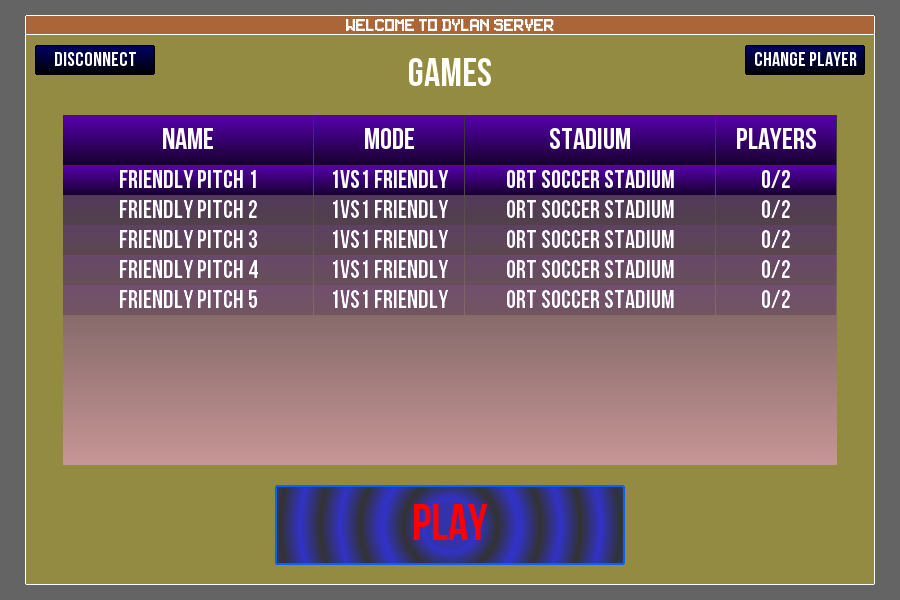 WELCOME TO DYLAN SERVER
DISCONNECT
GAMES
CHANGE PLAYER
NAME MODE STADIUM PLAYERS
FRIENDLY PITCH 1 1VS1 FRIENDLY ORT SOCCER STADIUM 0/2
FRIENDLY PITCH 2 1VS1 FRIENDLY ORT SOCCER STADIUM 0/2
FRIENDLY PITCH 3 1VS1 FRIENDLY ORT SOCCER STADIUM 0/2
FRIENDLY PITCH 4 1VS1 FRIENDLY ORT SOCCER STADIUM 0/2
FRIENDLY PITCH 5 1VS1 FRIENDLY ORT SOCCER STADIUM 0/2
PLAY